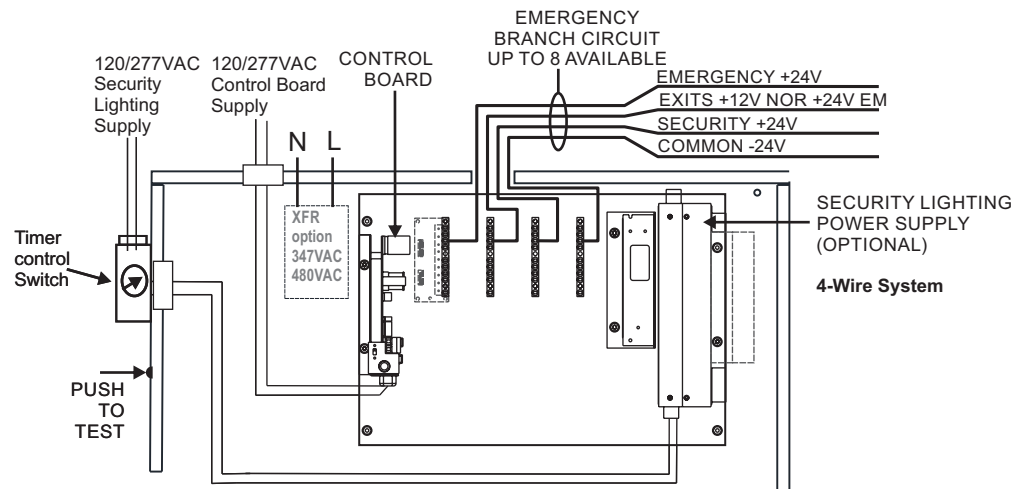 EMERGENCY
BRANCH CIRCUIT
UP TO 8 AVAILABLE
120/277VAC
Security
Lighting
Supply
120/277VAC
Control Board
Supply
CONTROL
BOARD
EMERGENCY +24V
EXITS +12V NOR +24V EM
SECURITY +24V
COMMON -24V
N L
XFR
option
347VAC
480VAC
SECURITY LIGHTING
POWER SUPPLY
(OPTIONAL)
4-Wire System
Timer
control
Switch
PUSH
TO
TEST